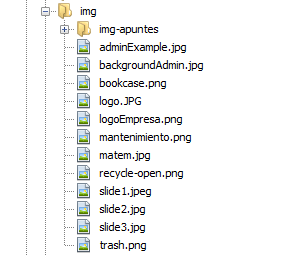 img
img-apuntes
adminExample.jpg
backgroundAdmin.jpg
bookcase.png
logo.JPG
logoEmpresa.png
mantenimiento.png
matem.jpg
recycle-open.png
slide1.jpeg
slide2.jpg
slide3.jpg
trash.png